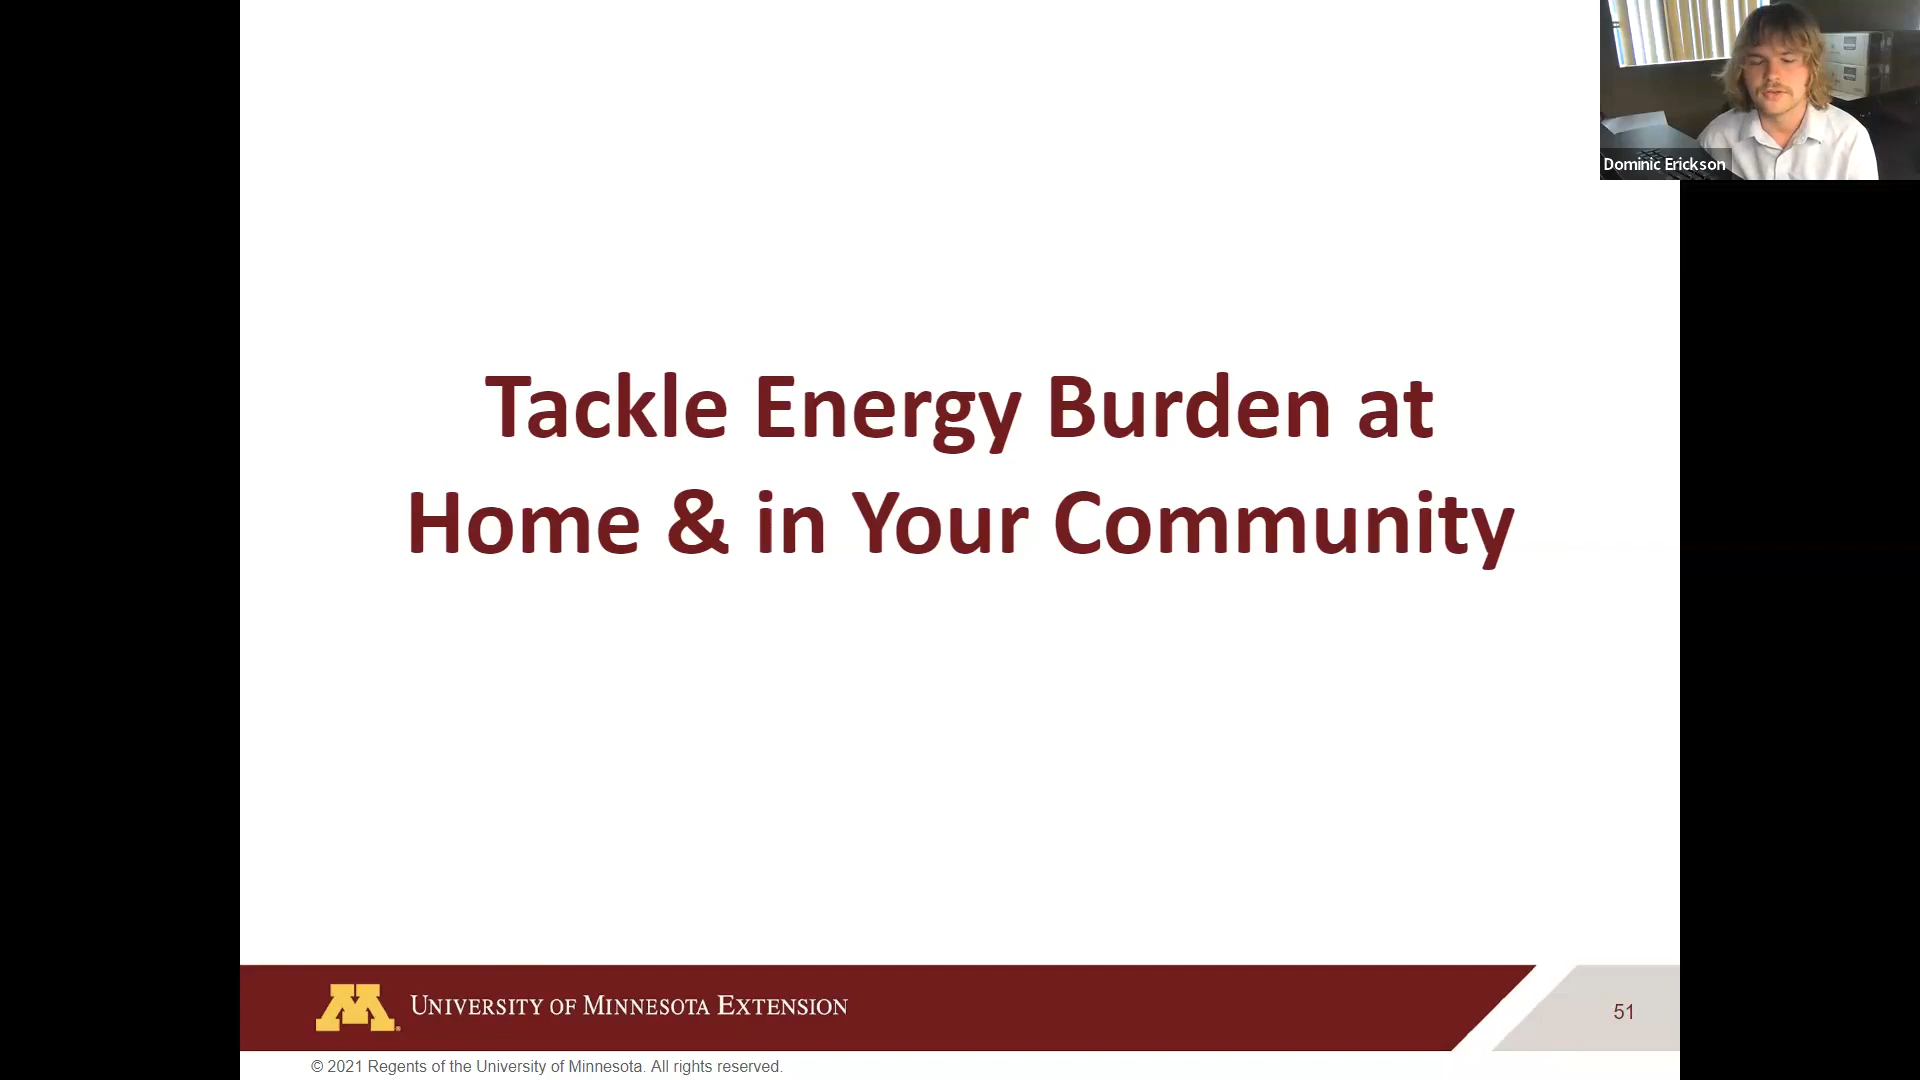 Dominic Erickson
Tackle Energy Burden at
Home & in Your Community
M
UNIVERSITY OF MINNESOTA EXTENSION
51
© 2021 Regents of the University of Minnesota. All rights reserved.